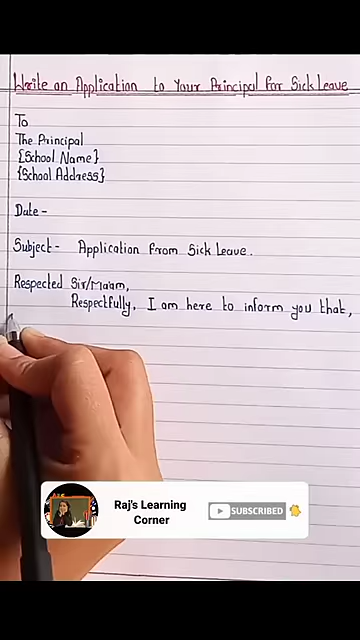 Write an Application to Your Principal For Sick Leave
To
The Principal
{School Name}
{School Address}
Date-
Subject- Application from Sick Leave.
Respected Sir/Ma'am,
Respectfully, I am here to inform you that,
Raj's Learning
Corner
SUBSCRIBED